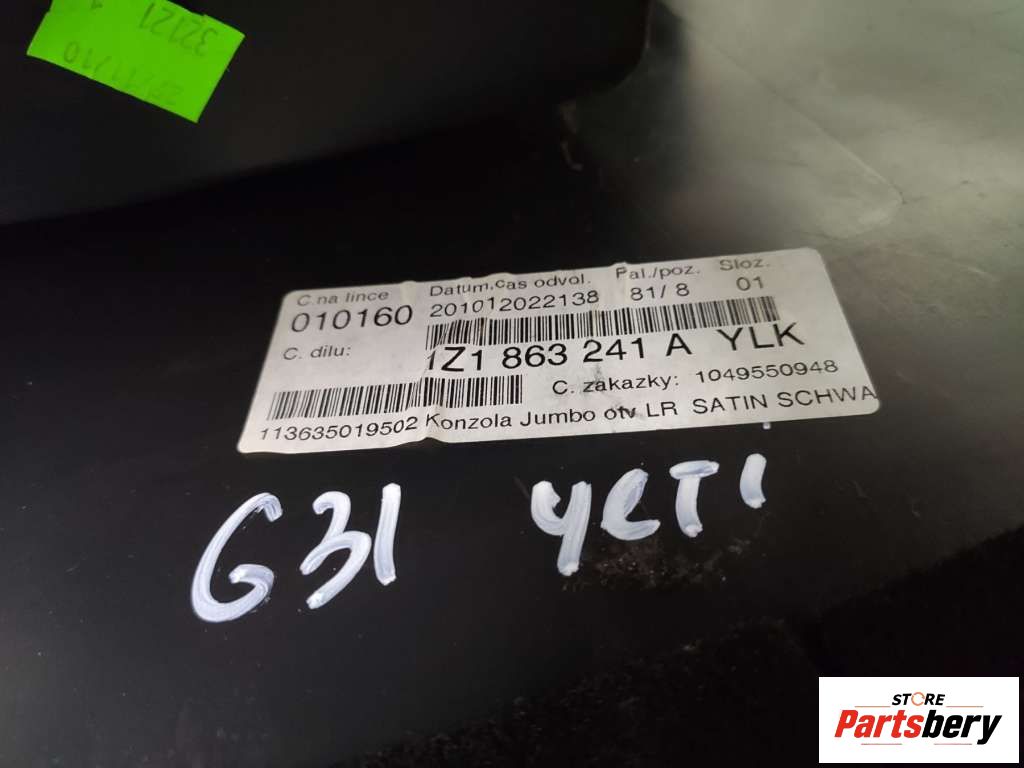 32121
C.na lince Datum,cas odvol. Pal./poz. Sloz.
010160 201012022138 81/ 8 01
C. dilu: 1Z1 863 241 A YLK
C. zakazky: 1049550948
113635019502 Konzola Jumbo otv LR SATIN SCHWA
G31 YETI
STORE
Partsbery